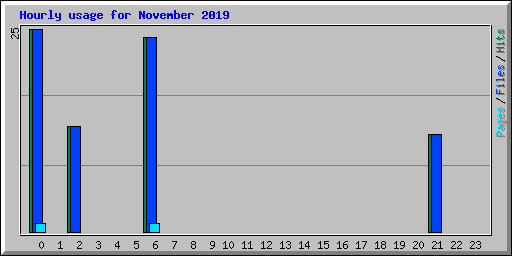 Hourly usage for November 2019
25
Pages/Files/Hits
0 1 2 3 4 5 6 7 8 9 10 11 12 13 14 15 16 17 18 19 20 21 22 23